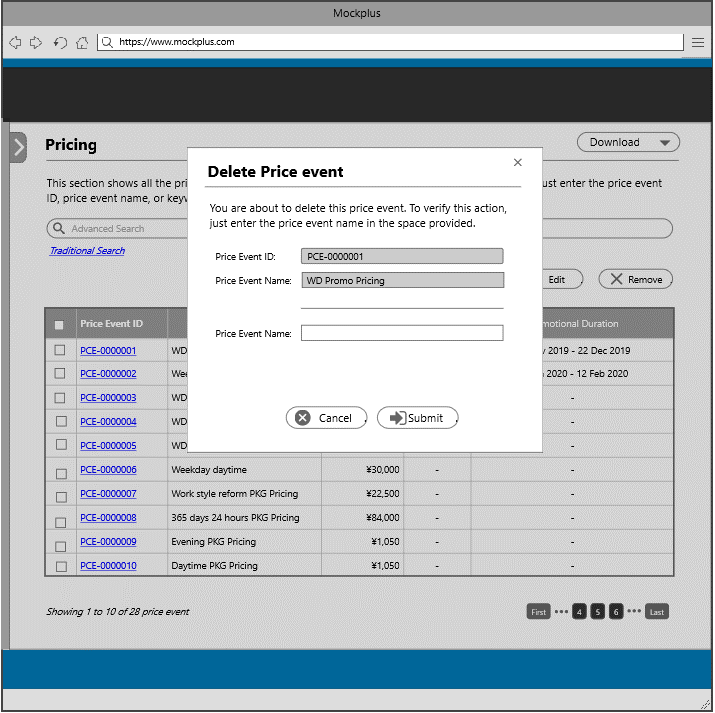 Mockplus
https://www.mockplus.com
Pricing
Download
This section shows all the pri
ust enter the price event
ID, price event name, or keyw
Advanced Search
Traditional Search
Edit
Remove
Delete Price event
You are about to delete this price event. To verify this action,
just enter the price event name in the space provided.
Price Event ID: PCE-0000001
Price Event Name: WD Promo Pricing
Price Event Name:
Cancel
Submit
Price Event ID
motional Duration
PCE-0000001 WD 2019 - 22 Dec 2019
PCE-0000002 Wee 2020 - 12 Feb 2020
PCE-0000003 WD -
PCE-0000004 WD -
PCE-0000005 WD -
PCE-0000006 Weekday daytime ¥30,000 - -
PCE-0000007 Work style reform PKG Pricing ¥22,500 - -
PCE-0000008 365 days 24 hours PKG Pricing ¥84,000 - -
PCE-0000009 Evening PKG Pricing ¥1,050 - -
PCE-0000010 Daytime PKG Pricing ¥1,050 - -
Showing 1 to 10 of 28 price event
First ••• 4 5 6 ••• Last